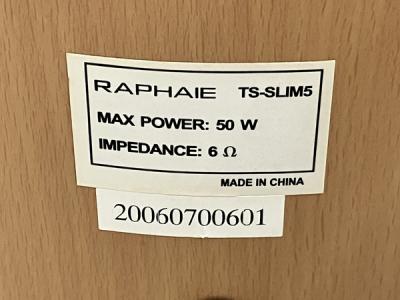 RAPHAIE TS-SLIM5
MAX POWER: 50 W
IMPEDANCE: 6 Ω
MADE IN CHINA
20060700601